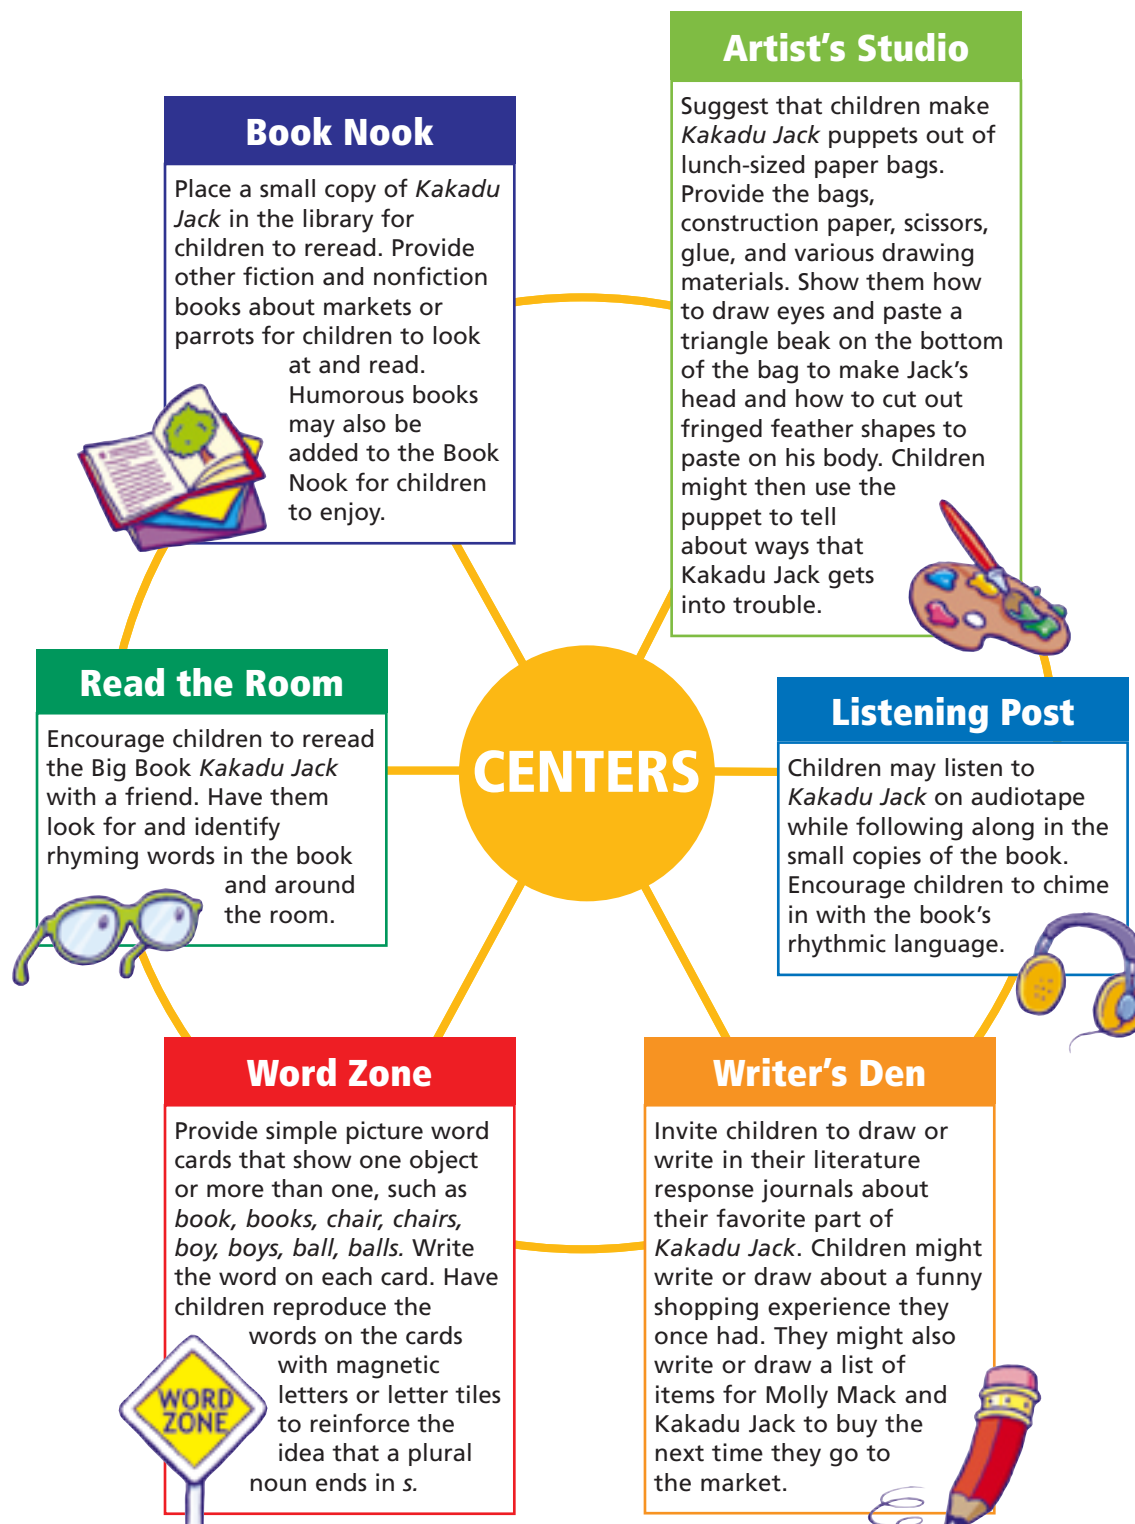 Artist's Studio
Suggest that children make
Kakadu Jack puppets out of
lunch-sized paper bags.
Provide the bags,
construction paper, scissors,
glue, and various drawing
materials. Show them how
to draw eyes and paste a
triangle beak on the bottom
of the bag to make Jack's
head and how to cut out
fringed feather shapes to
paste on his body. Children
might then use the
puppet to tell
about ways that
Kakadu Jack gets
into trouble.
Book Nook
Place a small copy of Kakadu
Jack in the library for
children to reread. Provide
other fiction and nonfiction
books about markets or
parrots for children to look
at and read.
Humorous books
may also be
added to the Book
Nook for children
to enjoy.
Read the Room
Encourage children to reread
the Big Book Kakadu Jack
with a friend. Have them
look for and identify
rhyming words in the book
and around
the room.
CENTERS
Listening Post
Children may listen to
Kakadu Jack on audiotape
while following along in the
small copies of the book.
Encourage children to chime
in with the book's
rhythmic language.
Word Zone
Provide simple picture word
cards that show one object
or more than one, such as
book, books, chair, chairs,
boy, boys, ball, balls. Write
the word on each card. Have
children reproduce the
words on the cards
with magnetic
letters or letter tiles
to reinforce the
idea that a plural
noun ends in s.
WORD
ZONE
Writer's Den
Invite children to draw or
write in their literature
response journals about
their favorite part of
Kakadu Jack. Children might
write or draw about a funny
shopping experience they
once had. They might also
write or draw a list of
items for Molly Mack and
Kakadu Jack to buy the
next time they go to
the market.